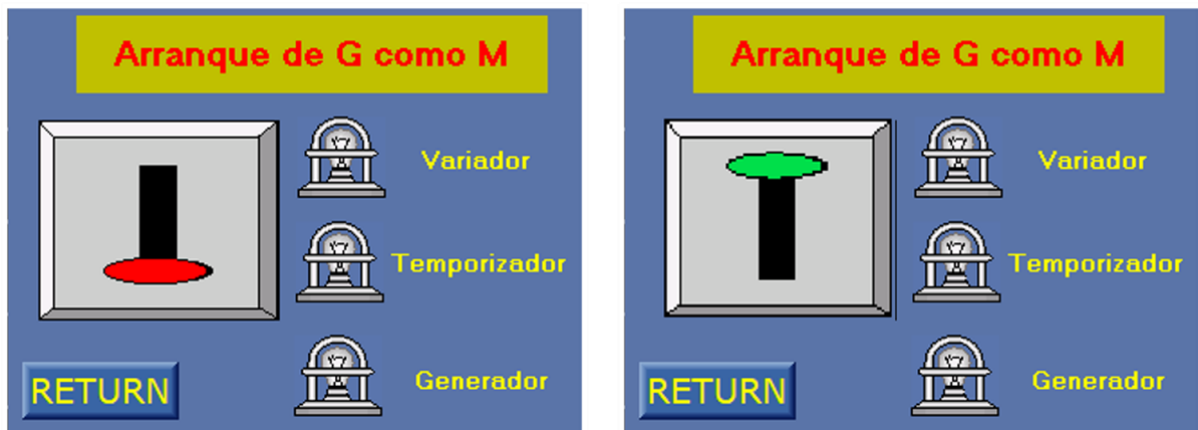 Arranque de G como M
Variador
Temporizador
Generador
RETURN
Arranque de G como M
Variador
Temporizador
Generador
RETURN